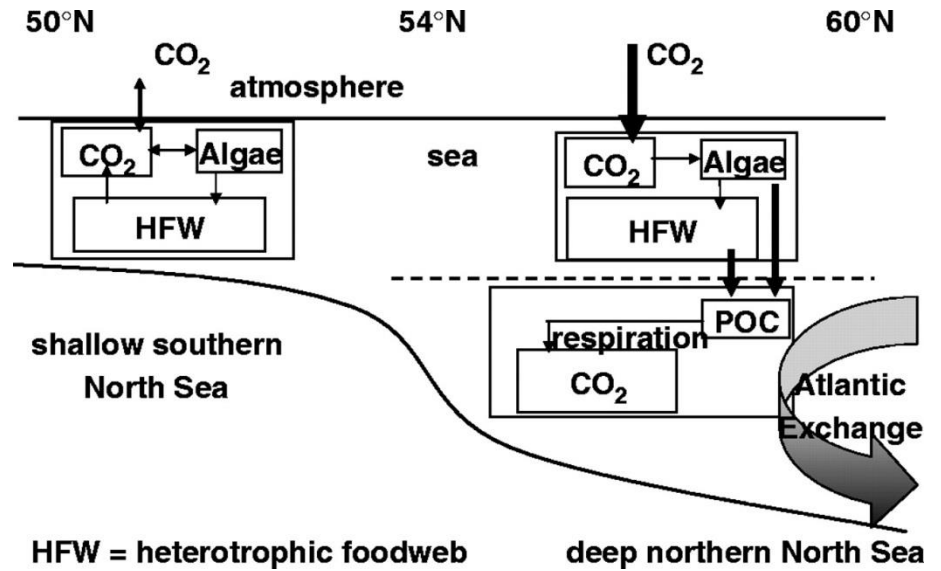 50°N 54°N 60°N
CO₂ CO₂
atmosphere
CO₂ Algae sea CO₂ Algae
HFW HFW
POC
respiration
shallow southern
North Sea
CO₂
Atlantic
Exchange
HFW = heterotrophic foodweb deep northern North Sea